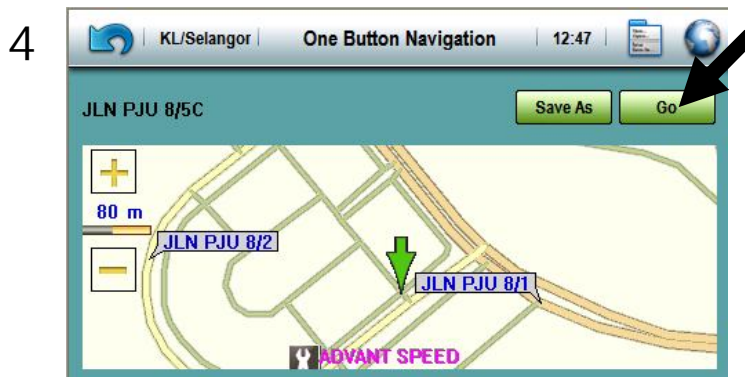 4
KL/Selangor One Button Navigation 12:47
JLN PJU 8/5C Save As Go
80 m
JLN PJU 8/2
JLN PJU 8/1
ADVANT SPEED